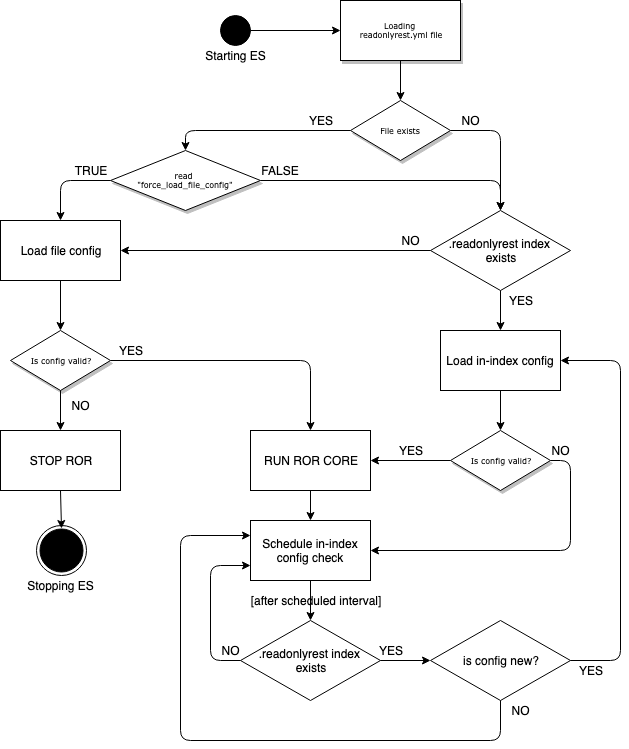 Loading
readonlyrest.yml file
Starting ES
YES
File exists
NO
TRUE
read
"force_load_file_config"
FALSE
Load file config
NO
.readonlyrest index
exists
YES
Is config valid?
YES
Load in-index config
NO
STOP ROR
RUN ROR CORE
YES
Is config valid?
NO
Schedule in-index
config check
Stopping ES
[after scheduled interval]
NO
.readonlyrest index
exists
YES
is config new?
YES
NO